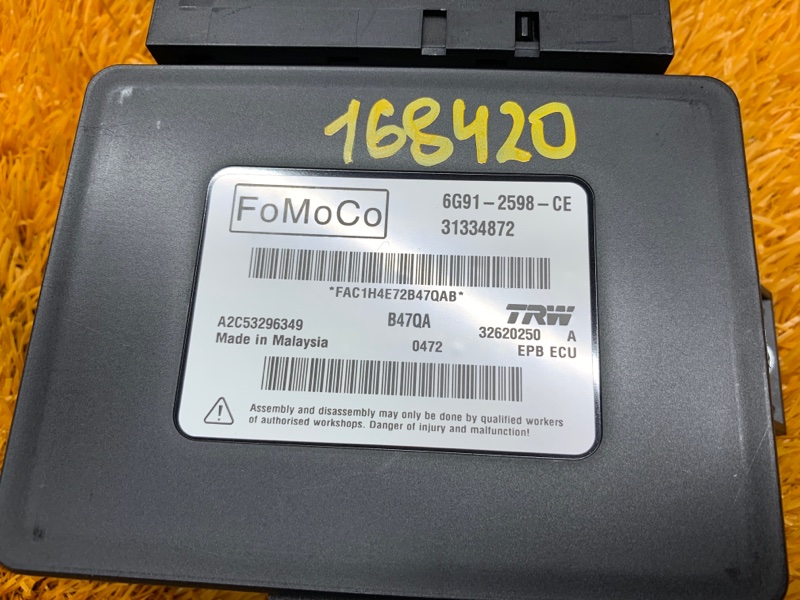 168420
FoMoCo
6G91-2598-CE
31334872
*FAC1H4E72B47QAB*
TRW
A2C53296349 B47QA 32620250 A
Made in Malaysia 0472 EPB ECU
Assembly and disassembly may only be done by qualified workers
of authorised workshops. Danger of injury and malfunction!